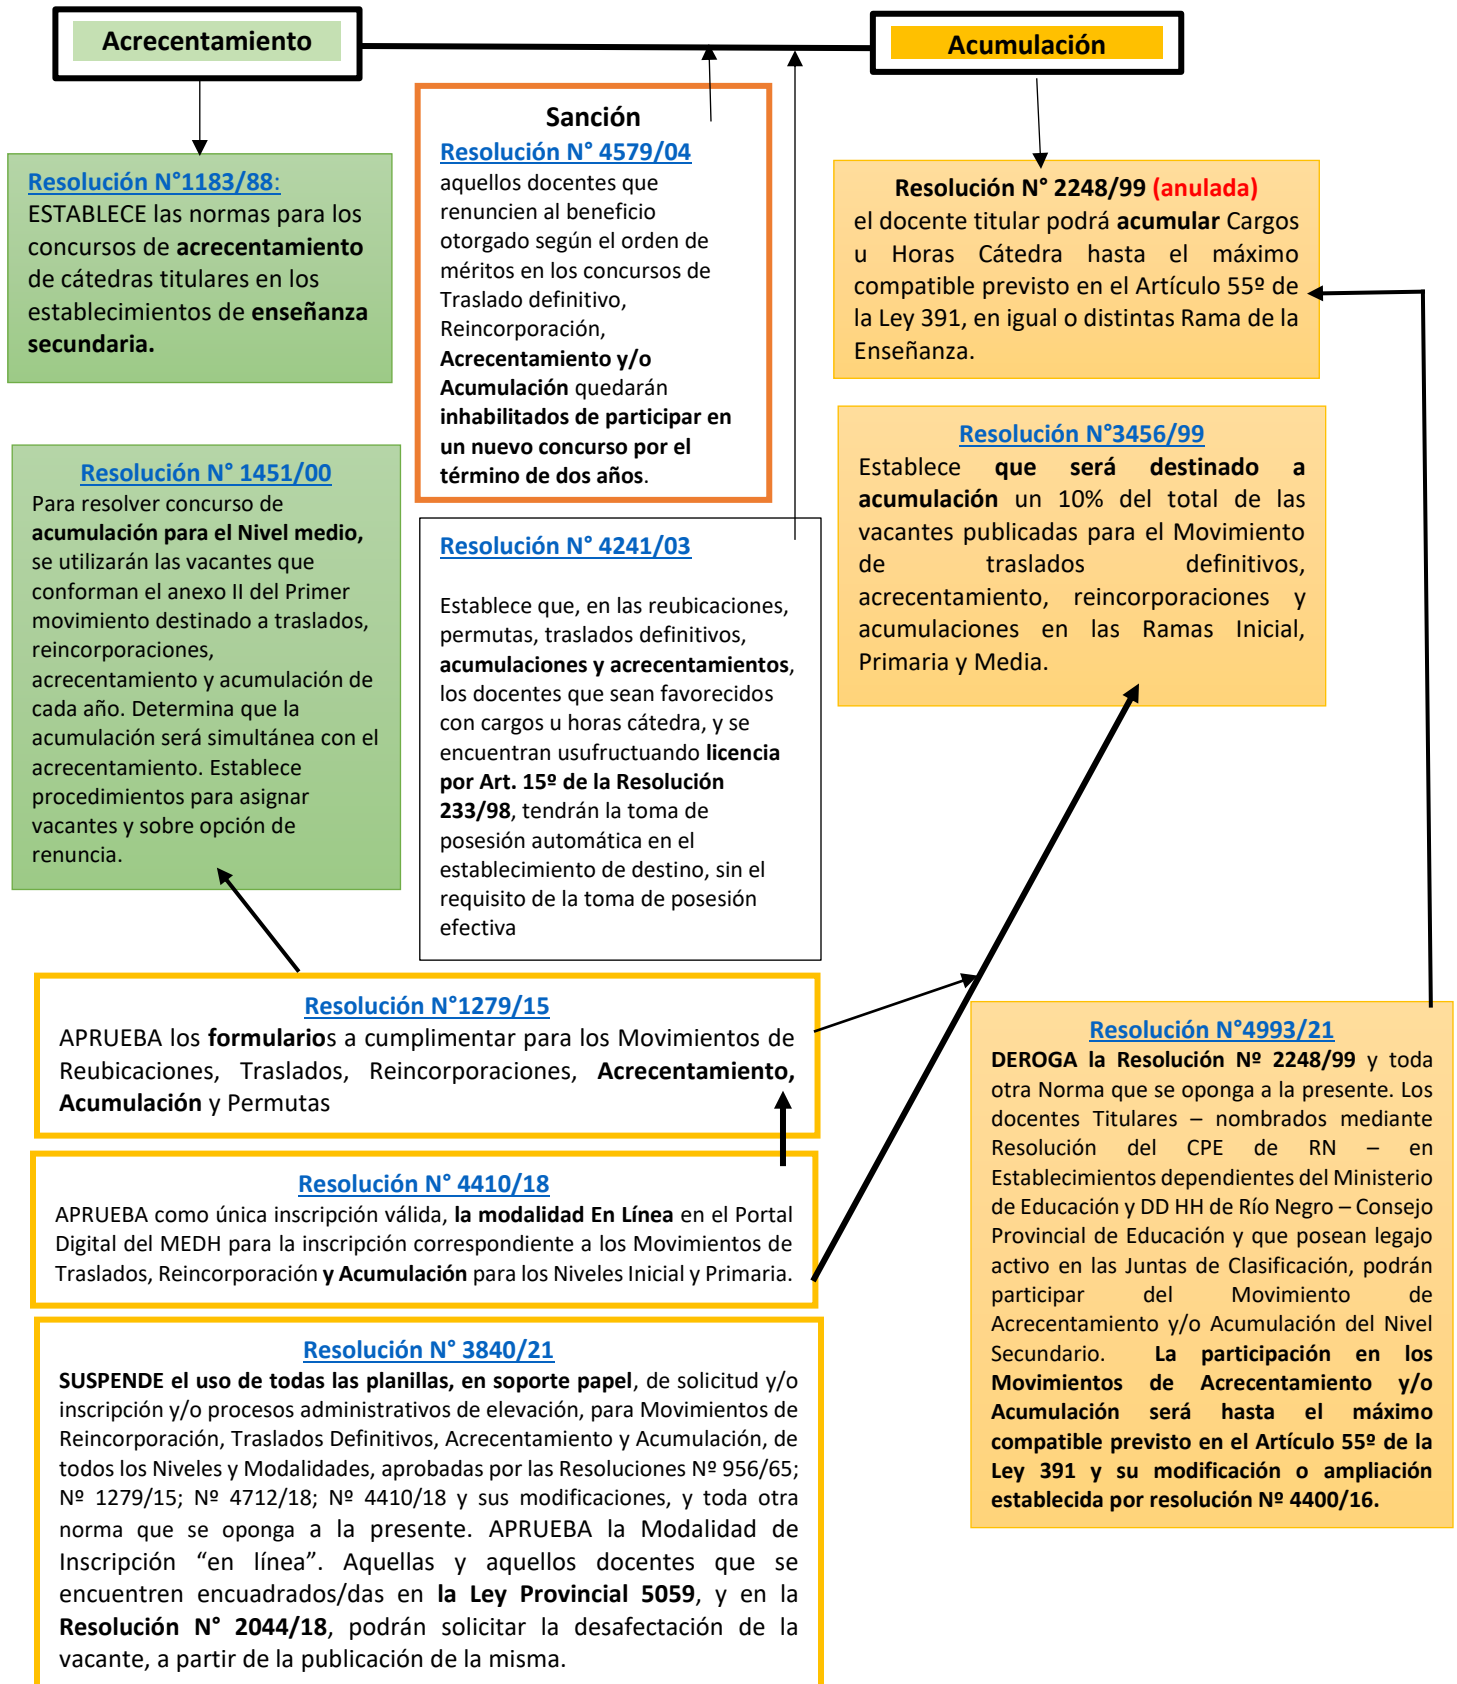 Acrecentamiento
Acumulación
Resolución N°1183/88:
ESTABLECE las normas para los
concursos de acrecentamiento
de cátedras titulares en los
establecimientos de enseñanza
secundaria.
Sanción
Resolución N° 4579/04
aquellos docentes que
renuncien al beneficio
otorgado según el orden de
méritos en los concursos de
Traslado definitivo,
Reincorporación,
Acrecentamiento y/o
Acumulación quedarán
inhabilitados de participar en
un nuevo concurso por el
término de dos años.
Resolución N° 2248/99 (anulada)
el docente titular podrá acumular Cargos
u Horas Cátedra hasta el máximo
compatible previsto en el Artículo 55º de
la Ley 391, en igual o distintas Rama de la
Enseñanza.
Resolución N°3456/99
Establece que será destinado a
acumulación un 10% del total de las
vacantes publicadas para el Movimiento
de traslados definitivos,
acrecentamiento, reincorporaciones y
acumulaciones en las Ramas Inicial,
Primaria y Media.
Resolución N° 1451/00
Para resolver concurso de
acumulación para el Nivel medio,
se utilizarán las vacantes que
conforman el anexo II del Primer
movimiento destinado a traslados,
reincorporaciones,
acrecentamiento y acumulación de
cada año. Determina que la
acumulación será simultánea con el
acrecentamiento. Establece
procedimientos para asignar
vacantes y sobre opción de
renuncia.
Resolución N° 4241/03
Establece que, en las reubicaciones,
permutas, traslados definitivos,
acumulaciones y acrecentamientos,
los docentes que sean favorecidos
con cargos u horas cátedra, y se
encuentran usufructuando licencia
por Art. 15º de la Resolución
233/98, tendrán la toma de
posesión automática en el
establecimiento de destino, sin el
requisito de la toma de posesión
efectiva
Resolución N°1279/15
APRUEBA los formularios a cumplimentar para los Movimientos de
Reubicaciones, Traslados, Reincorporaciones, Acrecentamiento,
Acumulación y Permutas
Resolución N° 4410/18
APRUEBA como única inscripción válida, la modalidad En Línea en el Portal
Digital del MEDH para la inscripción correspondiente a los Movimientos de
Traslados, Reincorporación y Acumulación para los Niveles Inicial y Primaria.
Resolución N° 3840/21
SUSPENDE el uso de todas las planillas, en soporte papel, de solicitud y/o
inscripción y/o procesos administrativos de elevación, para Movimientos de
Reincorporación, Traslados Definitivos, Acrecentamiento y Acumulación, de
todos los Niveles y Modalidades, aprobadas por las Resoluciones Nº 956/65;
Nº 1279/15; Nº 4712/18; Nº 4410/18 y sus modificaciones, y toda otra
norma que se oponga a la presente. APRUEBA la Modalidad de
Inscripción “en línea”. Aquellas y aquellos docentes que se
encuentren encuadrados/das en la Ley Provincial 5059, y en la
Resolución N° 2044/18, podrán solicitar la desafectación de la
vacante, a partir de la publicación de la misma.
Resolución N°4993/21
DEROGA la Resolución Nº 2248/99 y toda
otra Norma que se oponga a la presente. Los
docentes Titulares – nombrados mediante
Resolución del CPE de RN – en
Establecimientos dependientes del Ministerio
de Educación y DD HH de Río Negro – Consejo
Provincial de Educación y que posean legajo
activo en las Juntas de Clasificación, podrán
participar del Movimiento de
Acrecentamiento y/o Acumulación del Nivel
Secundario. La participación en los
Movimientos de Acrecentamiento y/o
Acumulación será hasta el máximo
compatible previsto en el Artículo 55º de la
Ley 391 y su modificación o ampliación
establecida por resolución Nº 4400/16.